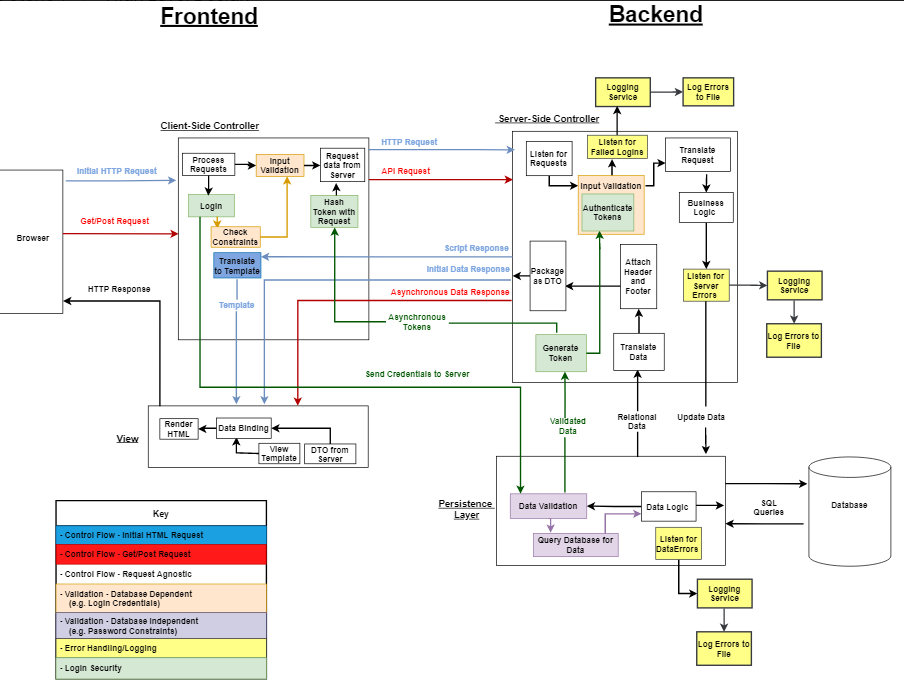 Frontend
Backend
Logging
Service
Log Errors
to File
Server-Side Controller
Client-Side Controller
HTTP Request
Initial HTTP Request
API Request
Get/Post Request
Browser
HTTP Response
Process
Requests
Input
Validation
Request
data from
Server
Login
Hash
Token with
Request
Check
Constraints
Translate
to Template
Template
Script Response
Initial Data Response
Asynchronous Data Response
Asynchronous
Tokens
Send Credentials to Server
Listen for
Requests
Listen for
Failed Logins
Translate
Request
Input Validation
Authenticate
Tokens
Business
Logic
Package
as DTO
Attach
Header
and
Footer
Listen for
Server
Errors
Logging
Service
Log Errors to
File
Generate
Token
Translate
Data
Validated
Data
Relational
Data
Update Data
View
Render
HTML
Data Binding
View
Template
DTO from
Server
Persistence
Layer
Data Validation
Data Logic
Query Database for
Data
Listen for
DataErrors
SQL
Queries
Database
Logging
Service
Log Errors to
File
Key
- Control Flow - Initial HTML Request
- Control Flow - Get/Post Request
- Control Flow - Request Agnostic
- Validation - Database Dependent
(e.g. Login Credentials)
- Validation - Database Independent
(e.g. Password Constraints)
- Error Handling/Logging
- Login Security